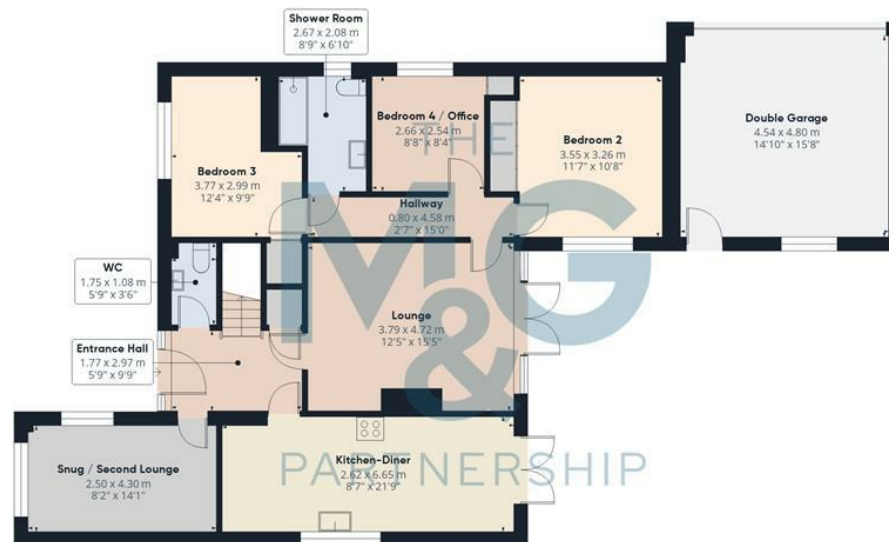 Shower Room
2.67 x 2.08 m
8'9" x 6'10"
Bedroom 4 / Office
2.66 x 2.54 m
8'8" x 8'4"
Bedroom 2
3.55 x 3.26 m
11'7" x 10'8"
Double Garage
4.54 x 4.80 m
14'10" x 15'8"
Bedroom 3
3.77 x 2.99 m
12'4" x 9'9"
Hallway
0.80 x 4.58 m
2'7" x 15'0"
WC
1.75 x 1.08 m
5'9" x 3'6"
Lounge
3.79 x 4.72 m
12'5" x 15'5"
Entrance Hall
1.77 x 2.97 m
5'9" x 9'9"
Snug / Second Lounge
2.50 x 4.30 m
8'2" x 14'1"
Kitchen-Diner
2.62 x 6.65 m
8'7" x 21'9"
THE
M&G
PARTNERSHIP